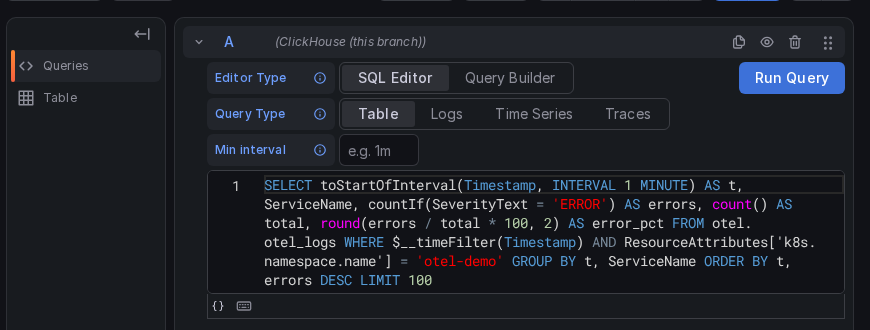 A (ClickHouse (this branch))
Queries
Table
Editor Type SQL Editor Query Builder Run Query
Query Type Table Logs Time Series Traces
Min interval e.g. 1m
1 SELECT toStartOfInterval(Timestamp, INTERVAL 1 MINUTE) AS t,
ServiceName, countIf(SeverityText = 'ERROR') AS errors, count() AS
total, round(errors / total * 100, 2) AS error_pct FROM otel.
otel_logs WHERE $__timeFilter(Timestamp) AND ResourceAttributes['k8s.
namespace.name'] = 'otel-demo' GROUP BY t, ServiceName ORDER BY t,
errors DESC LIMIT 100
{}